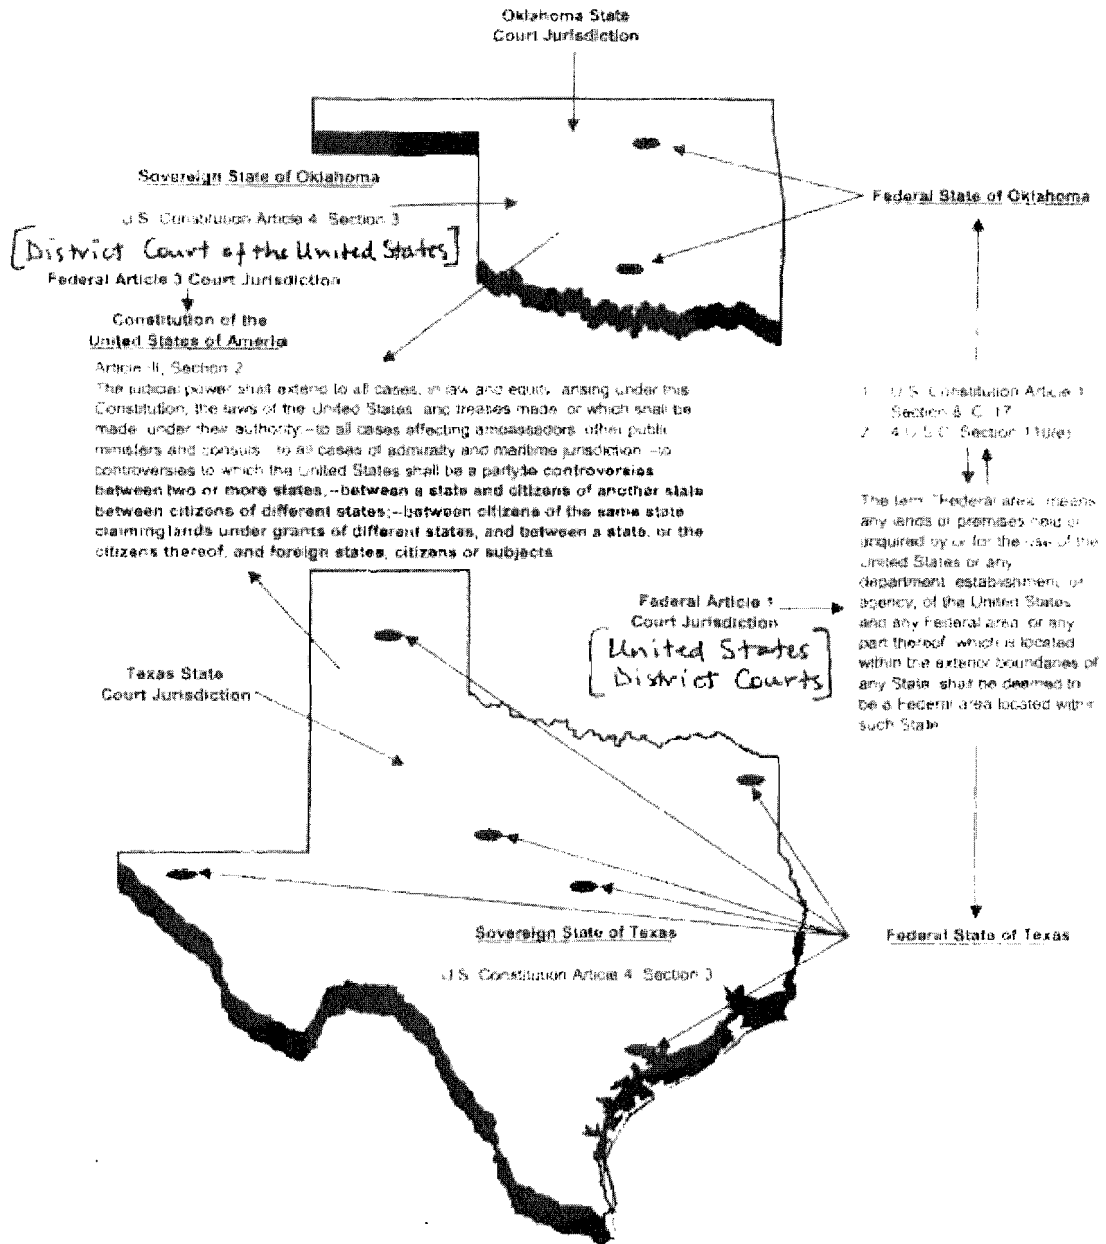 Oklahoma State
Court Jurisdiction
Sovereign State of Oklahoma
U.S. Constitution Article 4 Section 3
[District Court of the United States]
Federal Article 3 Court Jurisdiction
Federal State of Oklahoma
Constitution of the
United States of America
Article III, Section 2
The judicial power shall extend to all cases, in law and equity, arising under this
Constitution, the laws of the United States, and treaties made, or which shall be
made, under their authority;--to all cases affecting ambassadors, other public
ministers and consuls;--to all cases of admiralty and maritime jurisdiction;--to
controversies to which the United States shall be a party;to controversies
between two or more states;--between a state and citizens of another state
between citizens of different states;--between citizens of the same state
claiming lands under grants of different states, and between a state, or the
citizens thereof, and foreign states, citizens or subjects
1. U.S. Constitution Article 1
Section 8, C. 17
2. 4 U.S.C. Section 110(e)
The term "Federal area" means
any lands or premises held or
acquired by or for the use of the
United States or any
department, establishment, or
agency, of the United States
and any Federal area, or any
part thereof, which is located
within the exterior boundaries of
any State, shall be deemed to
be a Federal area located within
such State
Federal Article 1
Court Jurisdiction
[United States
District Courts]
Texas State
Court Jurisdiction
Sovereign State of Texas
U.S. Constitution Article 4 Section 3
Federal State of Texas